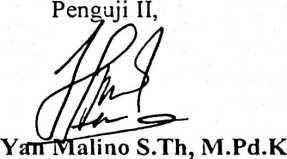 Penguji II,
Yan Malino S.Th, M.Pd.K